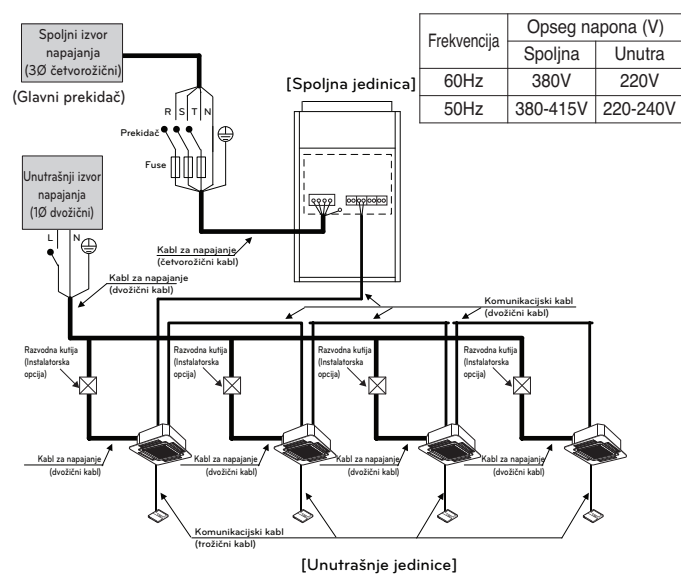 Spoljni izvor
napajanja
(3Ø četvorožični)
(Glavni prekidač)
Frekvencija
Opseg napona (V)
Spoljna
Unutra
60Hz
380V
220V
50Hz
380-415V
220-240V
[Spoljna jedinica]
R S T N
Prekidač
Fuse
Unutrašnji izvor
napajanja
(1Ø dvožični)
L N
Kabl za napajanje
(četvorožični kabl)
Kabl za napajanje
(dvožični kabl)
Komunikacijski kabl
(dvožični kabl)
Razvodna kutija
(Instalatorska
opcija)
Razvodna kutija
(Instalatorska
opcija)
Razvodna kutija
(Instalatorska
opcija)
Razvodna kutija
(Instalatorska
opcija)
Kabl za napajanje
(dvožični kabl)
Kabl za napajanje
(dvožični kabl)
Kabl za napajanje
(dvožični kabl)
Kabl za napajanje
(dvožični kabl)
Komunikacijski kabl
(trožični kabl)
[Unutrašnje jedinice]